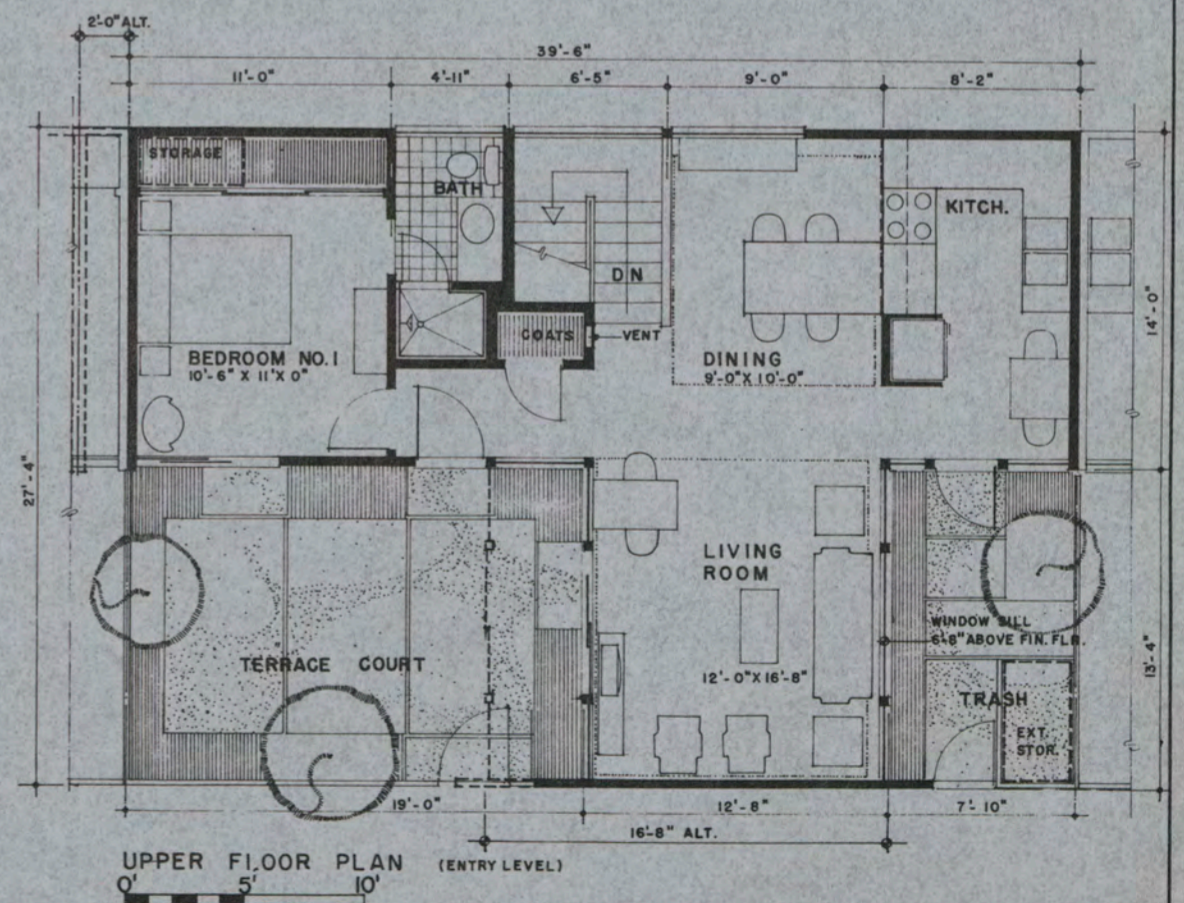 2'-0" ALT.
39'-6"
11'-0" 4'-11" 6'-5" 9'-0" 8'-2"
STORAGE
BATH
KITCH.
DN
COATS
VENT
14'-0"
BEDROOM NO. 1
10'-6" X 11' X 0"
DINING
9'-0" X 10'-0"
27'-4"
LIVING
ROOM
12'-0" X 16'-8"
WINDOW SILL
6'-8" ABOVE FIN. FLR.
TERRACE COURT
TRASH
EXT.
STOR.
13'-4"
19'-0" 12'-8" 7'-10"
16'-8" ALT.
UPPER FLOOR PLAN (ENTRY LEVEL)
0' 5' 10'